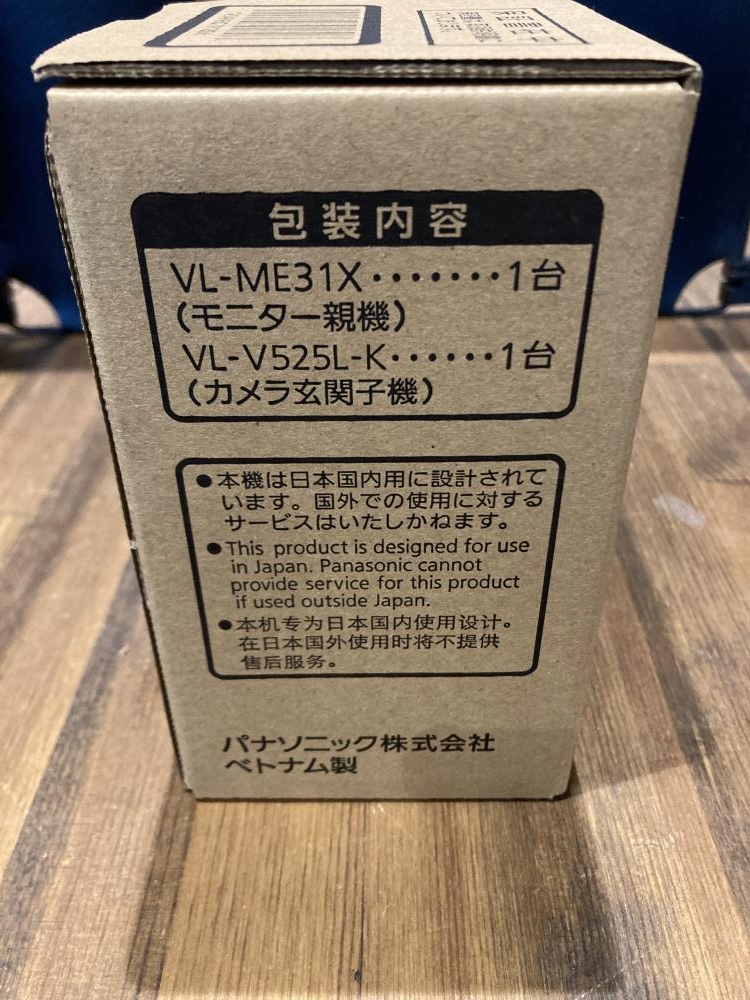 包装内容
VL-ME31X・・・・・・・1台
(モニター親機)
VL-V525L-K・・・・・・1台
(カメラ玄関子機)
●本機は日本国内用に設計されて
います。国外での使用に対する
サービスはいたしかねます。
●This product is designed for use
in Japan. Panasonic cannot
provide service for this product
if used outside Japan.
●本机专为日本国内使用设计。
在日本国外使用时将不提供
售后服务。
パナソニック株式会社
ベトナム製